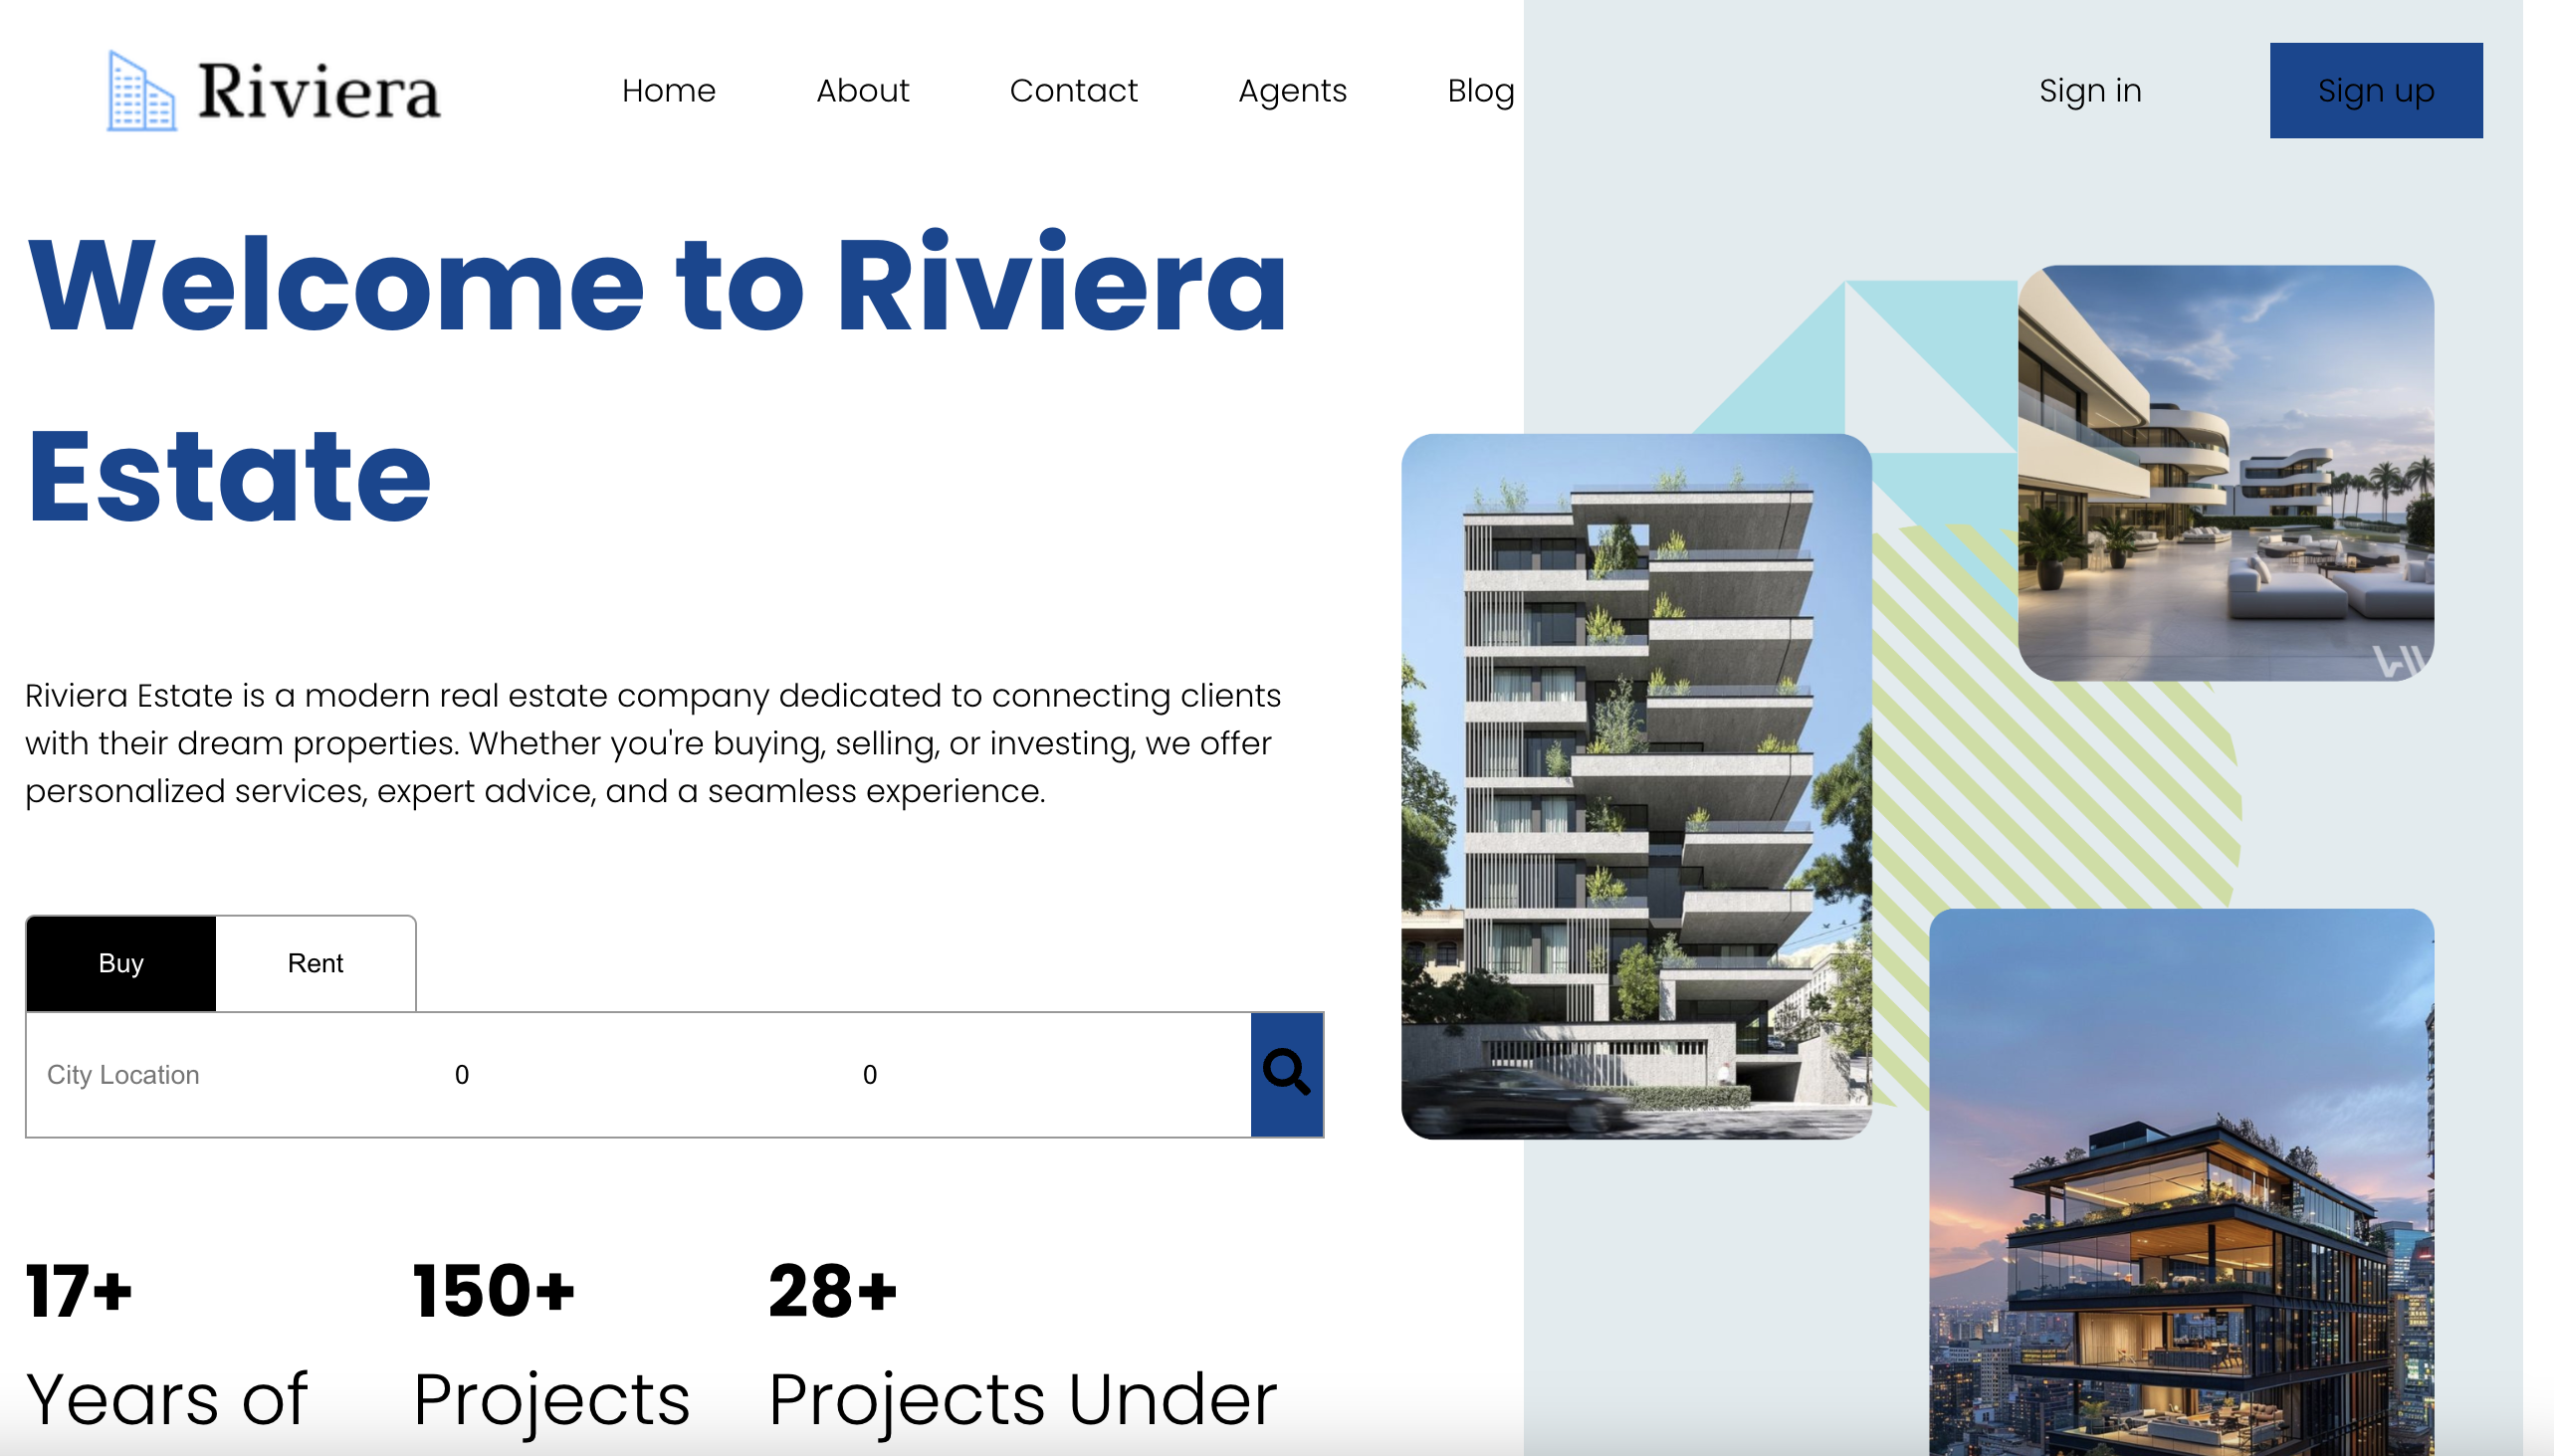 Riviera
Home About Contact Agents Blog Sign in Sign up
Welcome to Riviera
Estate
Riviera Estate is a modern real estate company dedicated to connecting clients
with their dream properties. Whether you're buying, selling, or investing, we offer
personalized services, expert advice, and a seamless experience.
Buy Rent
City Location 0 0
17+ 150+ 28+
Years of Projects Projects Under